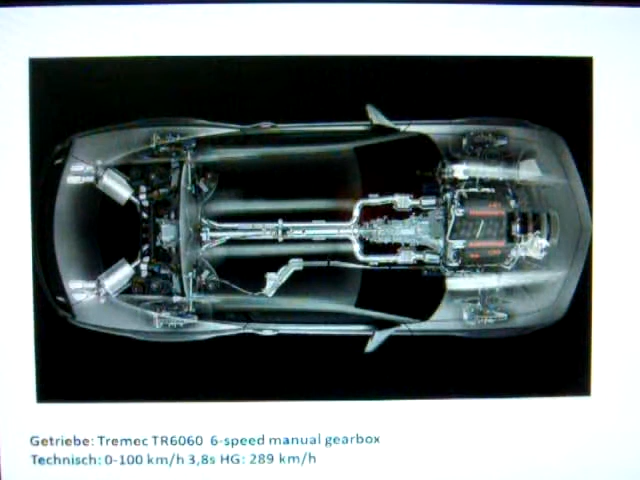 Getriebe: Tremec TR6060 6-speed manual gearbox
Technisch: 0-100 km/h 3,8s HG: 289 km/h